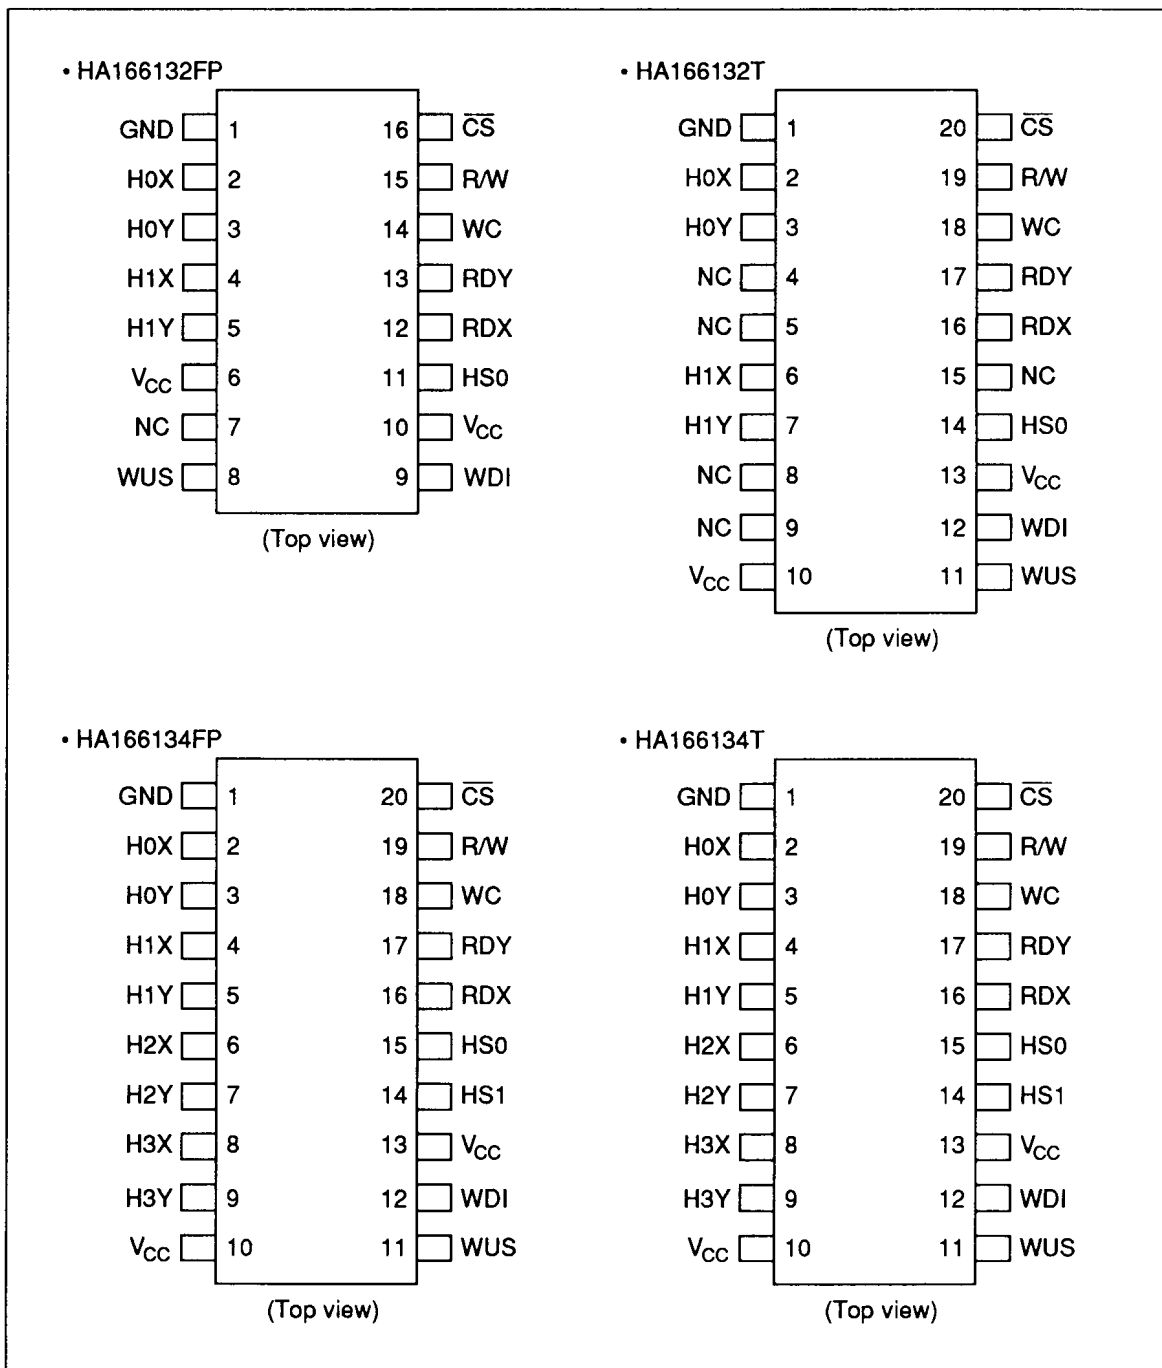 • HA166132FP
GND 1 16 C̅S̅
H0X 2 15 R/W
H0Y 3 14 WC
H1X 4 13 RDY
H1Y 5 12 RDX
VCC 6 11 HS0
NC 7 10 VCC
WUS 8 9 WDI
(Top view)
• HA166132T
GND 1 20 C̅S̅
H0X 2 19 R/W
H0Y 3 18 WC
NC 4 17 RDY
NC 5 16 RDX
H1X 6 15 NC
H1Y 7 14 HS0
NC 8 13 VCC
NC 9 12 WDI
VCC 10 11 WUS
(Top view)
• HA166134FP
GND 1 20 C̅S̅
H0X 2 19 R/W
H0Y 3 18 WC
H1X 4 17 RDY
H1Y 5 16 RDX
H2X 6 15 HS0
H2Y 7 14 HS1
H3X 8 13 VCC
H3Y 9 12 WDI
VCC 10 11 WUS
(Top view)
• HA166134T
GND 1 20 C̅S̅
H0X 2 19 R/W
H0Y 3 18 WC
H1X 4 17 RDY
H1Y 5 16 RDX
H2X 6 15 HS0
H2Y 7 14 HS1
H3X 8 13 VCC
H3Y 9 12 WDI
VCC 10 11 WUS
(Top view)